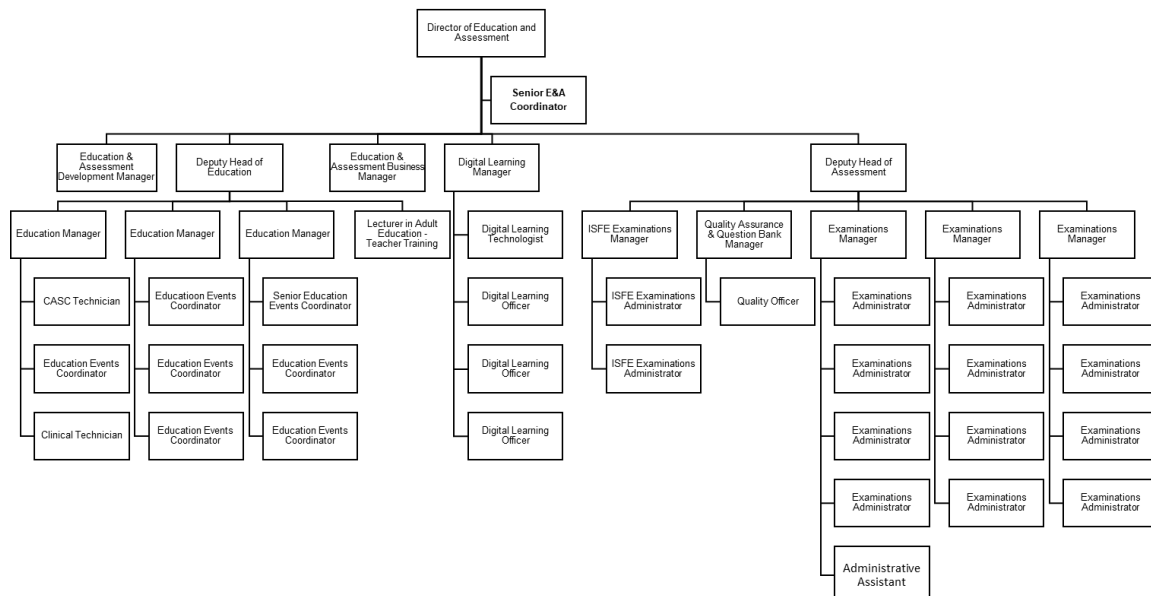 Director of Education and
Assessment
Senior E&A
Coordinator
Education &
Assessment
Development Manager
Deputy Head of
Education
Education &
Assessment Business
Manager
Digital Learning
Manager
Deputy Head of
Assessment
Education Manager
Education Manager
Education Manager
Lecturer in Adult
Education -
Teacher Training
Digital Learning
Technologist
ISFE Examinations
Manager
Quality Assurance
& Question Bank
Manager
Examinations
Manager
Examinations
Manager
Examinations
Manager
CASC Technician
Educatioon Events
Coordinator
Senior Education
Events Coordinator
Digital Learning
Officer
ISFE Examinations
Administrator
Quality Officer
Examinations
Administrator
Examinations
Administrator
Examinations
Administrator
Education Events
Coordinator
Education Events
Coordinator
Education Events
Coordinator
Digital Learning
Officer
ISFE Examinations
Administrator
Examinations
Administrator
Examinations
Administrator
Examinations
Administrator
Clinical Technician
Education Events
Coordinator
Education Events
Coordinator
Digital Learning
Officer
Examinations
Administrator
Examinations
Administrator
Examinations
Administrator
Examinations
Administrator
Examinations
Administrator
Examinations
Administrator
Administrative
Assistant